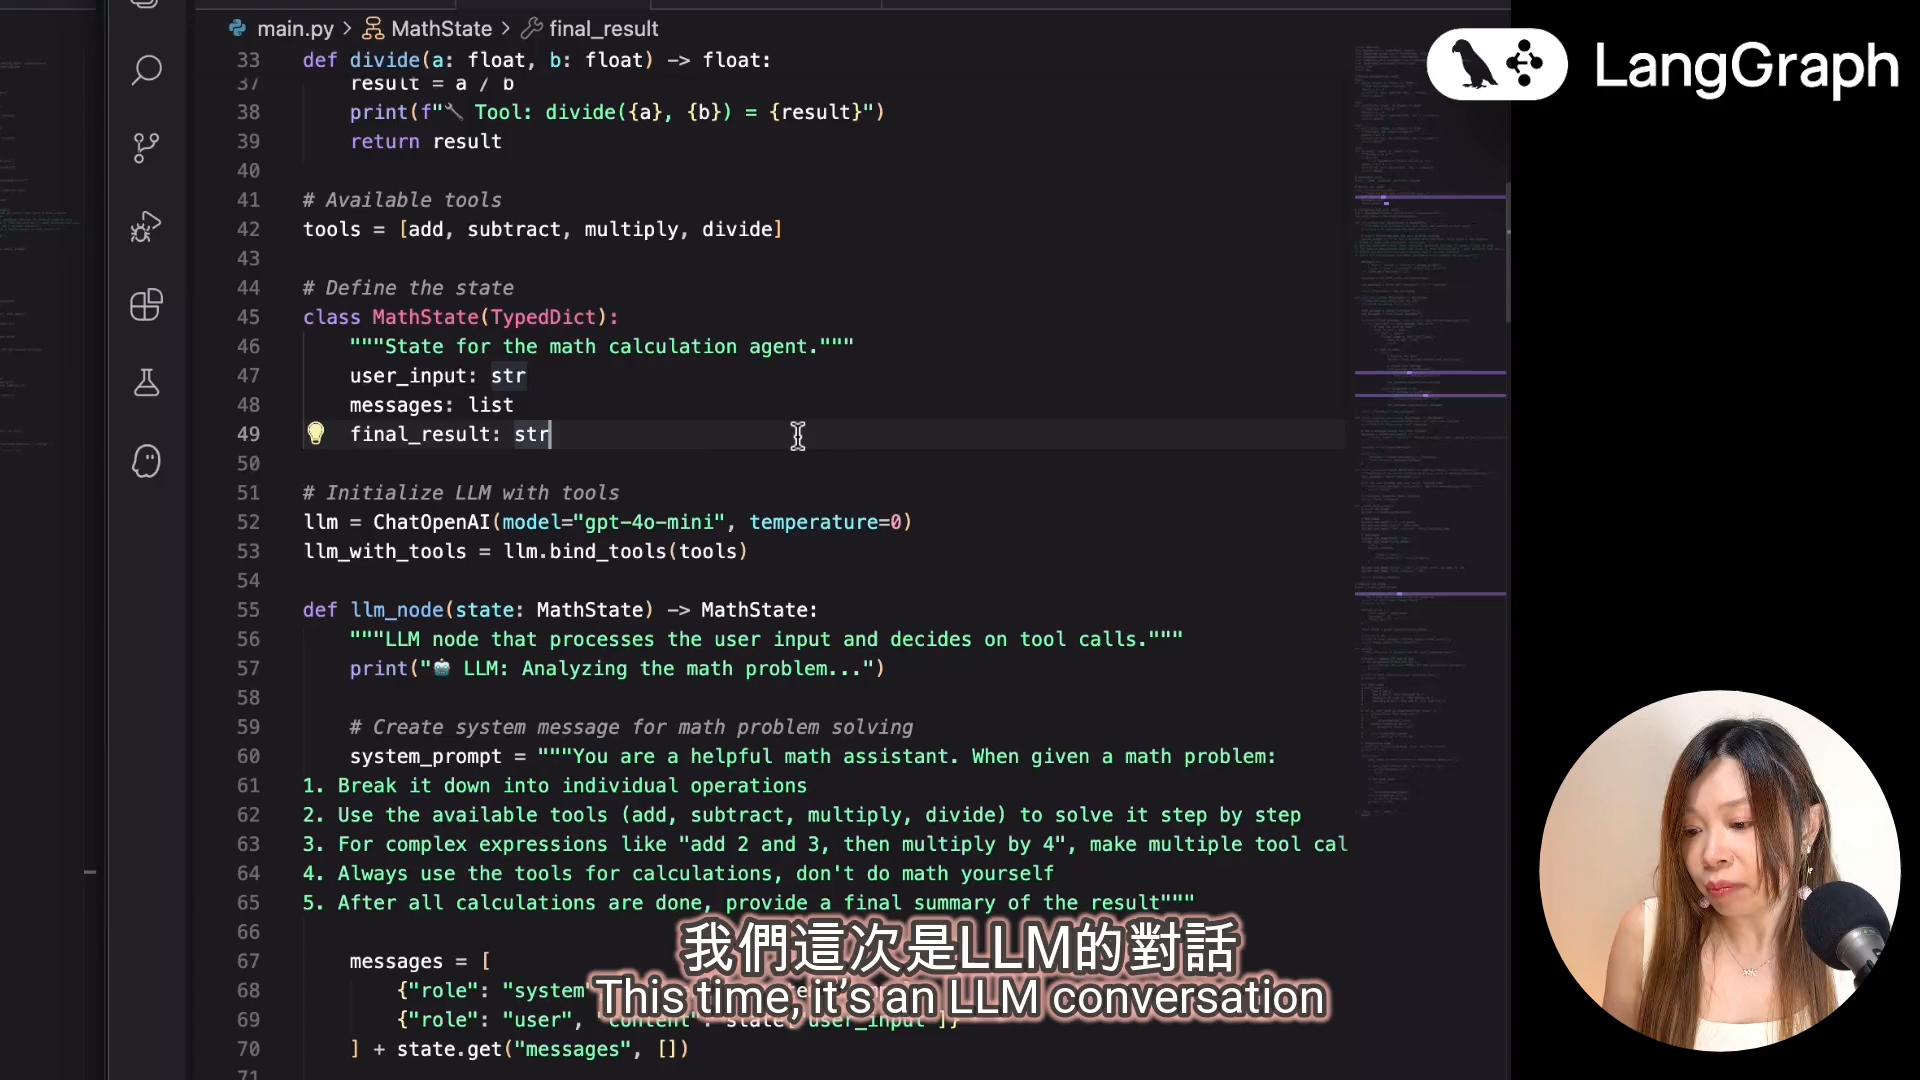 main.py > MathState > final_result
LangGraph
33 def divide(a: float, b: float) -> float:
37 result = a / b
38 print(f"🔧 Tool: divide({a}, {b}) = {result}")
39 return result
40
41 # Available tools
42 tools = [add, subtract, multiply, divide]
43
44 # Define the state
45 class MathState(TypedDict):
46 """State for the math calculation agent."""
47 user_input: str
48 messages: list
49 final_result: str
50
51 # Initialize LLM with tools
52 llm = ChatOpenAI(model="gpt-4o-mini", temperature=0)
53 llm_with_tools = llm.bind_tools(tools)
54
55 def llm_node(state: MathState) -> MathState:
56 """LLM node that processes the user input and decides on tool calls."""
57 print("🤖 LLM: Analyzing the math problem...")
58
59 # Create system message for math problem solving
60 system_prompt = """You are a helpful math assistant. When given a math problem:
61 1. Break it down into individual operations
62 2. Use the available tools (add, subtract, multiply, divide) to solve it step by step
63 3. For complex expressions like "add 2 and 3, then multiply by 4", make multiple tool cal
64 4. Always use the tools for calculations, don't do math yourself
65 5. After all calculations are done, provide a final summary of the result"""
66
67 messages = [
68 {"role": "system"
69 {"role": "user", "content": state["user_input"]}
70 ] + state.get("messages", [])
71
我們這次是LLM的對話
This time, it's an LLM conversation